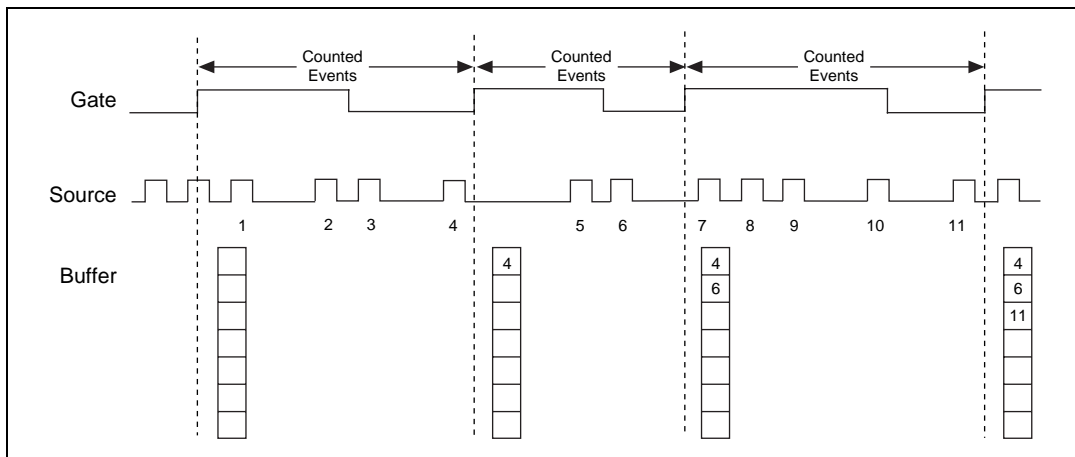 Counted
Events
Counted
Events
Counted
Events
Gate
Source
1 2 3 4 5 6 7 8 9 10 11
Buffer
4 4 4
6 6
11